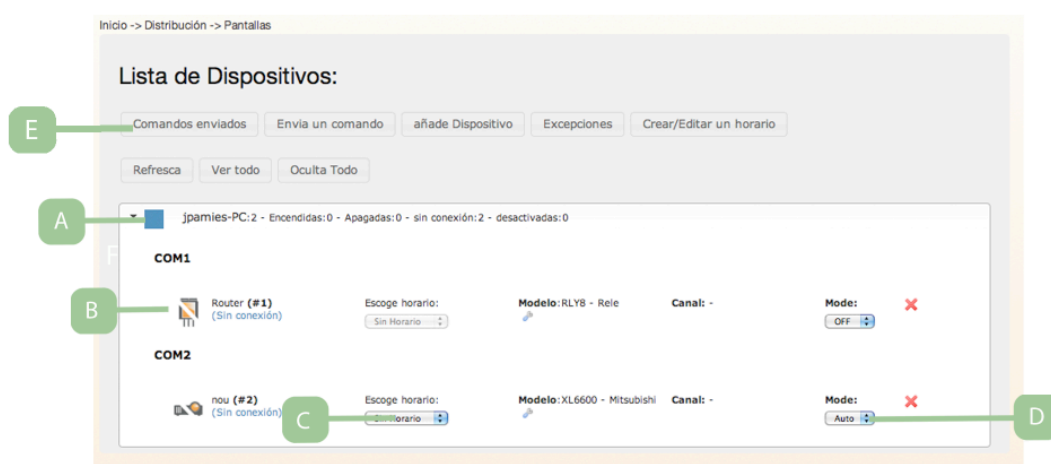 Inicio -> Distribución -> Pantallas
Lista de Dispositivos:
E
Comandos enviados Envia un comando añade Dispositivo Excepciones Crear/Editar un horario
Refresca Ver todo Oculta Todo
A
jpamies-PC:2 - Encendidas:0 - Apagadas:0 - sin conexión:2 - desactivadas:0
F
COM1
B
Router (#1) Escoge horario: Modelo:RLY8 - Rele Canal: - Mode:
(Sin conexión) Sin Horario OFF
COM2
nou (#2) Escoge horario: Modelo:XL6600 - Mitsubishi Canal: - Mode:
(Sin conexión) C Sin Horario Auto D